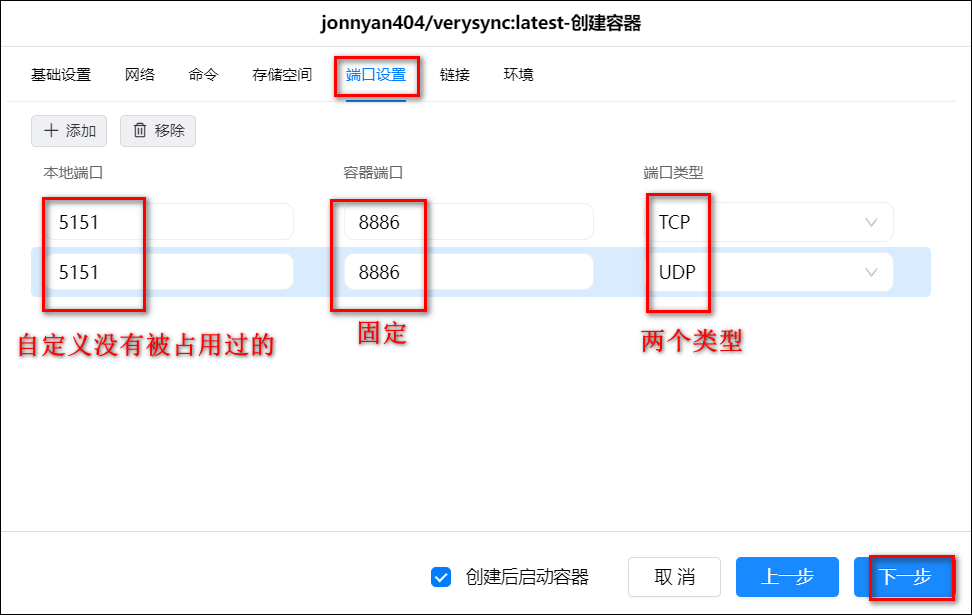 jonnyan404/verysync:latest-创建容器
基础设置 网络 命令 存储空间 端口设置 链接 环境
添加 移除
本地端口 容器端口 端口类型
5151 8886 TCP
5151 8886 UDP
自定义没有被占用过的 固定 两个类型
创建后启动容器 取消 上一步 下一步